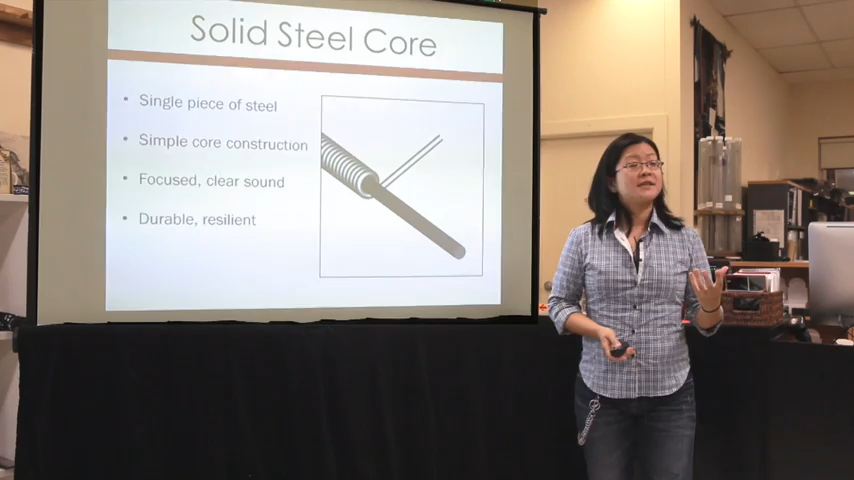 Solid Steel Core
• Single piece of steel
• Simple core construction
• Focused, clear sound
• Durable, resilient